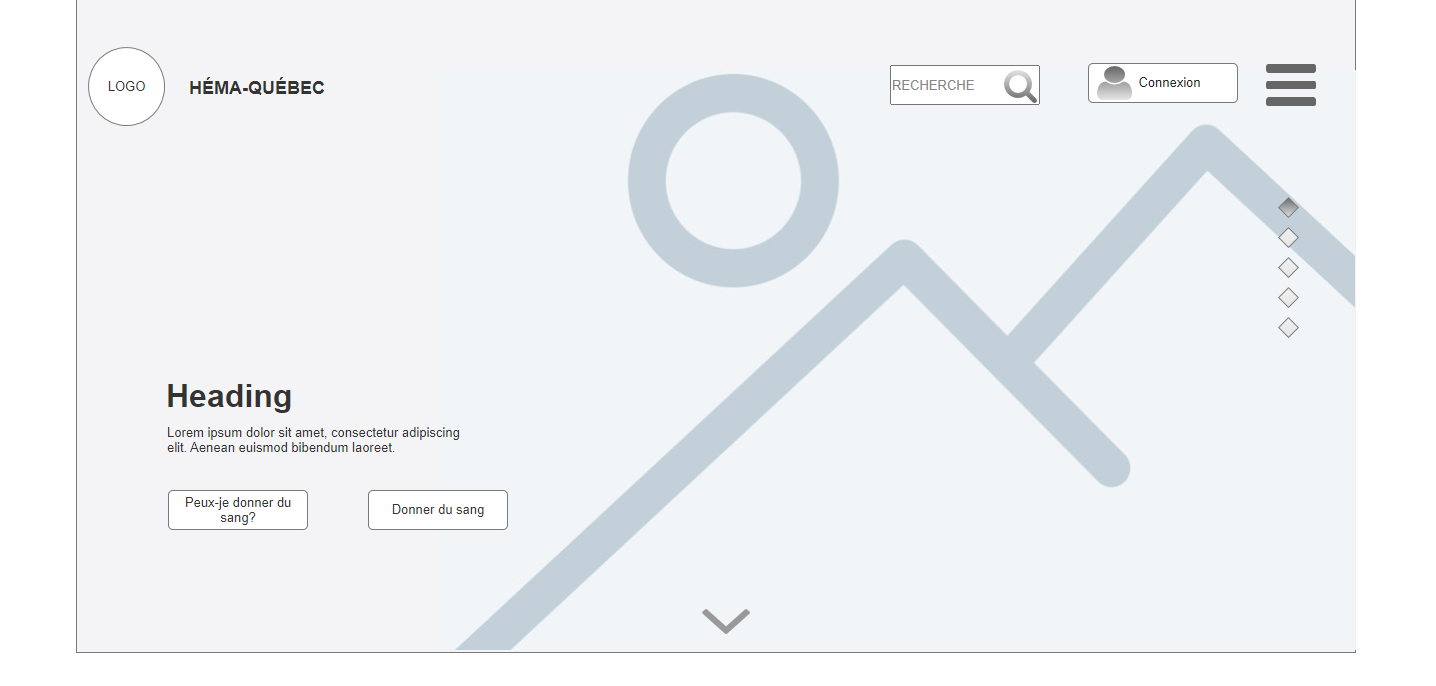 LOGO
HÉMA-QUÉBEC
RECHERCHE
Connexion
Heading
Lorem ipsum dolor sit amet, consectetur adipiscing
elit. Aenean euismod bibendum laoreet.
Peux-je donner du
sang?
Donner du sang